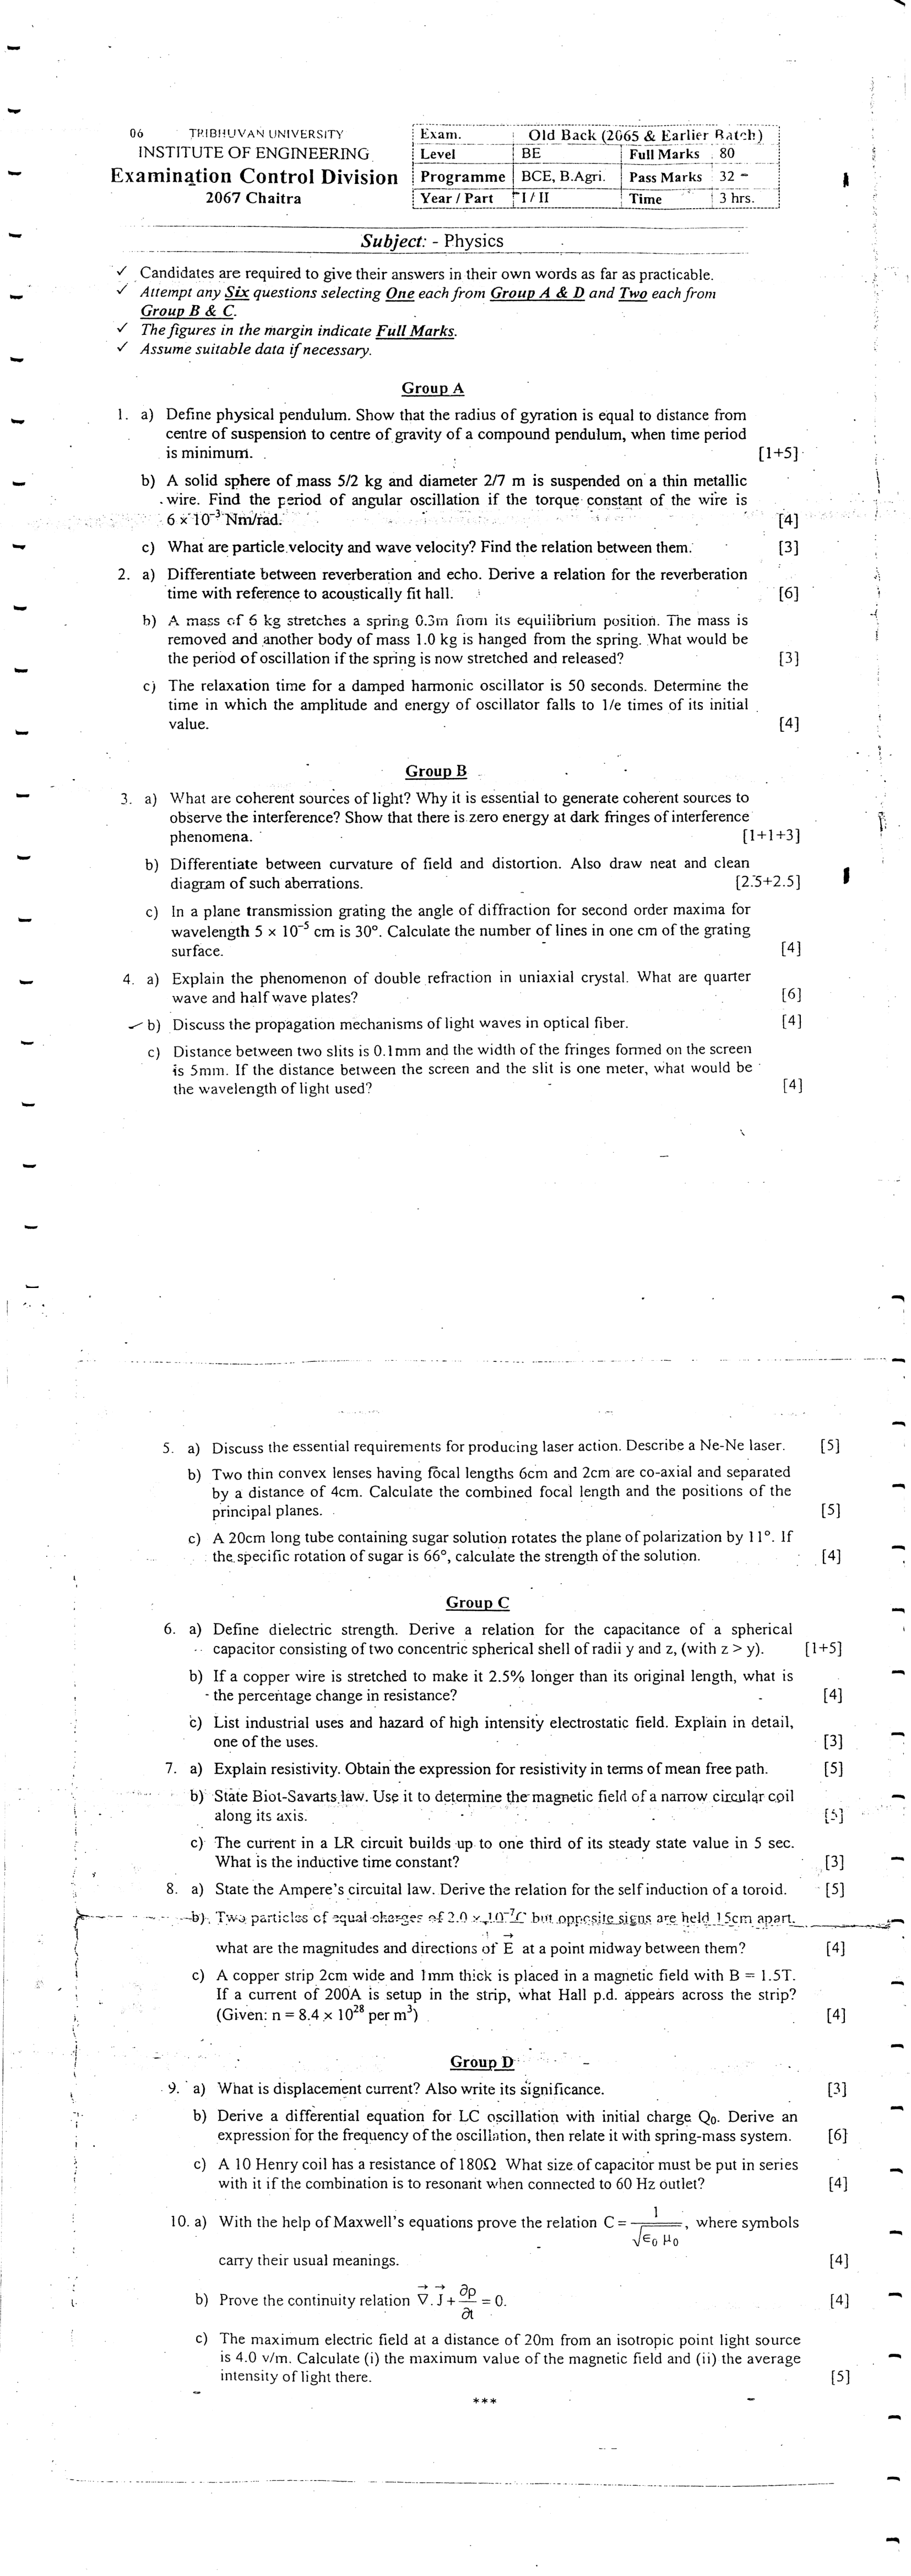 06 TRIBHUVAN UNIVERSITY
INSTITUTE OF ENGINEERING
Examination Control Division
2067 Chaitra
Exam. Old Back (2065 & Earlier Batch)
Level BE Full Marks 80
Programme BCE, B.Agri. Pass Marks 32
Year / Part I / II Time 3 hrs.
Subject: - Physics
✓ Candidates are required to give their answers in their own words as far as practicable.
✓ Attempt any Six questions selecting One each from Group A & D and Two each from
Group B & C.
✓ The figures in the margin indicate Full Marks.
✓ Assume suitable data if necessary.
Group A
1. a) Define physical pendulum. Show that the radius of gyration is equal to distance from
centre of suspension to centre of gravity of a compound pendulum, when time period
is minimum. [1+5]
b) A solid sphere of mass 5/2 kg and diameter 2/7 m is suspended on a thin metallic
wire. Find the period of angular oscillation if the torque constant of the wire is
6 × 10⁻³ Nm/rad. [4]
c) What are particle velocity and wave velocity? Find the relation between them. [3]
2. a) Differentiate between reverberation and echo. Derive a relation for the reverberation
time with reference to acoustically fit hall. [6]
b) A mass of 6 kg stretches a spring 0.3m from its equilibrium position. The mass is
removed and another body of mass 1.0 kg is hanged from the spring. What would be
the period of oscillation if the spring is now stretched and released? [3]
c) The relaxation time for a damped harmonic oscillator is 50 seconds. Determine the
time in which the amplitude and energy of oscillator falls to 1/e times of its initial
value. [4]
Group B
3. a) What are coherent sources of light? Why it is essential to generate coherent sources to
observe the interference? Show that there is zero energy at dark fringes of interference
phenomena. [1+1+3]
b) Differentiate between curvature of field and distortion. Also draw neat and clean
diagram of such aberrations. [2.5+2.5]
c) In a plane transmission grating the angle of diffraction for second order maxima for
wavelength 5 × 10⁻⁵ cm is 30°. Calculate the number of lines in one cm of the grating
surface. [4]
4. a) Explain the phenomenon of double refraction in uniaxial crystal. What are quarter
wave and half wave plates? [6]
b) Discuss the propagation mechanisms of light waves in optical fiber. [4]
c) Distance between two slits is 0.1mm and the width of the fringes formed on the screen
is 5mm. If the distance between the screen and the slit is one meter, what would be
the wavelength of light used? [4]
5. a) Discuss the essential requirements for producing laser action. Describe a Ne-Ne laser. [5]
b) Two thin convex lenses having focal lengths 6cm and 2cm are co-axial and separated
by a distance of 4cm. Calculate the combined focal length and the positions of the
principal planes. [5]
c) A 20cm long tube containing sugar solution rotates the plane of polarization by 11°. If
the specific rotation of sugar is 66°, calculate the strength of the solution. [4]
Group C
6. a) Define dielectric strength. Derive a relation for the capacitance of a spherical
capacitor consisting of two concentric spherical shell of radii y and z, (with z > y). [1+5]
b) If a copper wire is stretched to make it 2.5% longer than its original length, what is
the percentage change in resistance? [4]
c) List industrial uses and hazard of high intensity electrostatic field. Explain in detail,
one of the uses. [3]
7. a) Explain resistivity. Obtain the expression for resistivity in terms of mean free path. [5]
b) State Biot-Savarts law. Use it to determine the magnetic field of a narrow circular coil
along its axis. [5]
c) The current in a LR circuit builds up to one third of its steady state value in 5 sec.
What is the inductive time constant? [3]
8. a) State the Ampere's circuital law. Derive the relation for the self induction of a toroid. [5]
b) Two particles of equal charges of 2.0 × 10⁻⁷C but opposite signs are held 15cm apart.
what are the magnitudes and directions of E⃗ at a point midway between them? [4]
c) A copper strip 2cm wide and 1mm thick is placed in a magnetic field with B = 1.5T.
If a current of 200A is setup in the strip, what Hall p.d. appears across the strip?
(Given: n = 8.4 × 10²⁸ per m³) [4]
Group D
9. a) What is displacement current? Also write its significance. [3]
b) Derive a differential equation for LC oscillation with initial charge Q₀. Derive an
expression for the frequency of the oscillation, then relate it with spring-mass system. [6]
c) A 10 Henry coil has a resistance of 180Ω What size of capacitor must be put in series
with it if the combination is to resonant when connected to 60 Hz outlet? [4]
10. a) With the help of Maxwell's equations prove the relation C = 1/√(∈₀ μ₀), where symbols
carry their usual meanings. [4]
b) Prove the continuity relation ∇⃗.J⃗ + ∂ρ/∂t = 0. [4]
c) The maximum electric field at a distance of 20m from an isotropic point light source
is 4.0 v/m. Calculate (i) the maximum value of the magnetic field and (ii) the average
intensity of light there. [5]
***